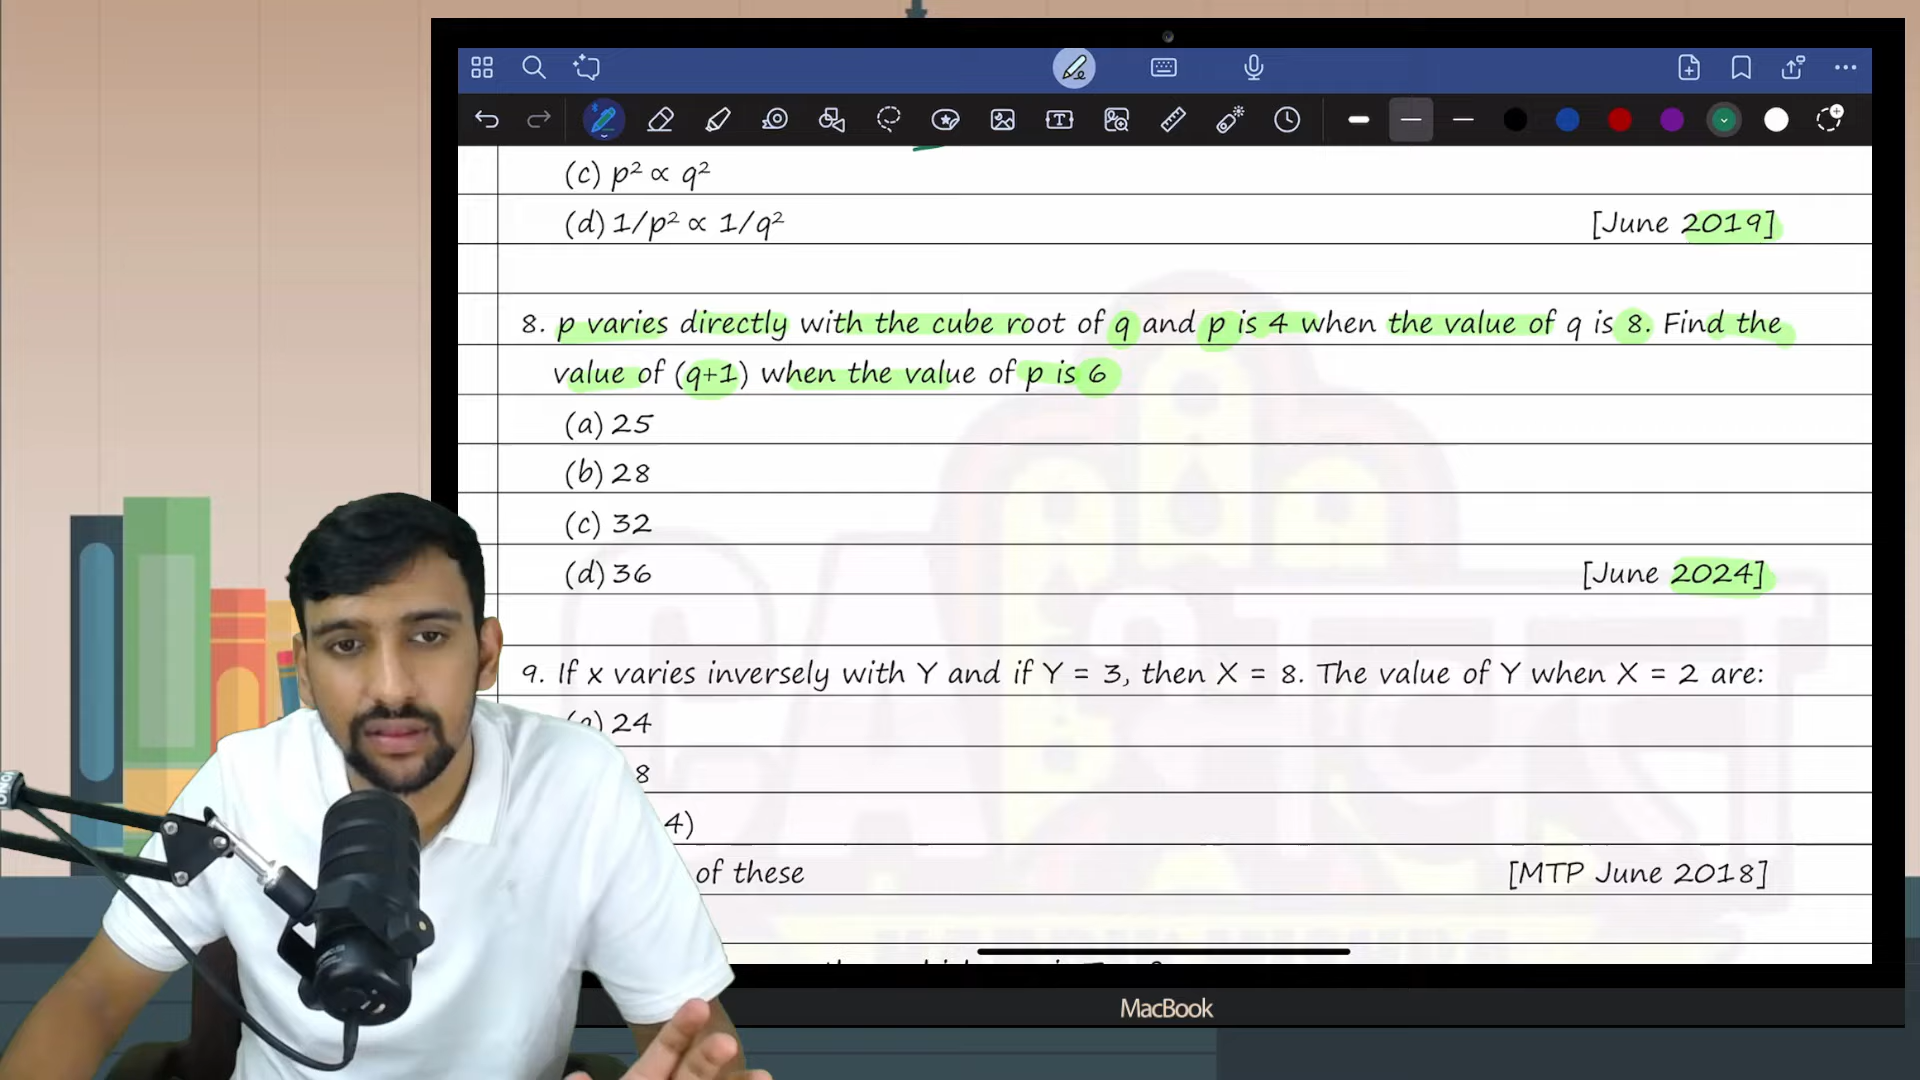 (c) p² ∝ q²
(d) 1/p² ∝ 1/q² [June 2019]
8. p varies directly with the cube root of q and p is 4 when the value of q is 8. Find the
value of (q+1) when the value of p is 6
(a) 25
(b) 28
(c) 32
(d) 36 [June 2024]
9. If x varies inversely with Y and if Y = 3, then X = 8. The value of Y when X = 2 are:
24
8
4)
of these [MTP June 2018]
MacBook